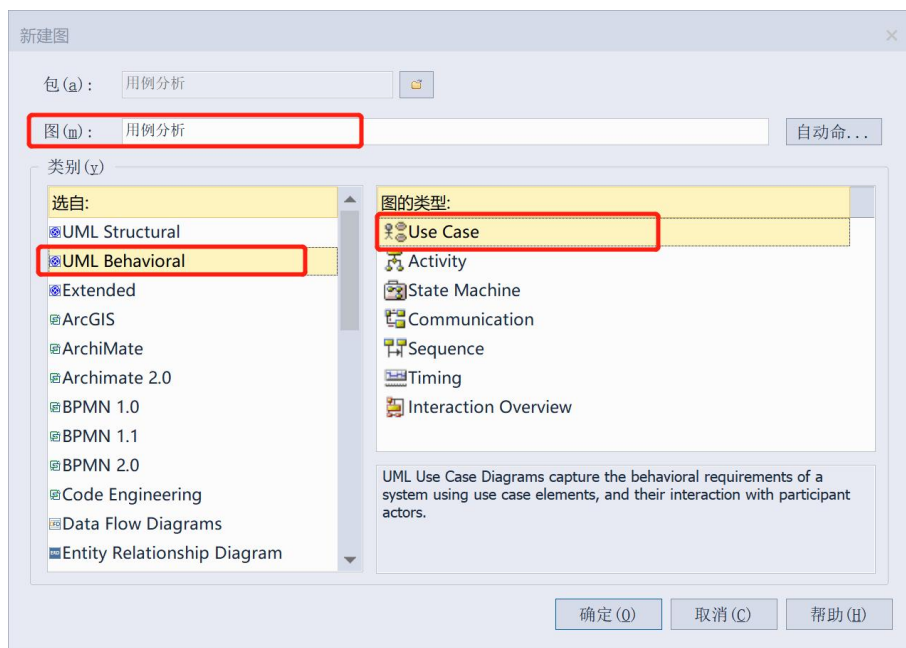 新建图
包(a): 用例分析
图(m): 用例分析 自动命...
类别(y)
选自:
UML Structural
UML Behavioral
Extended
ArcGIS
ArchiMate
Archimate 2.0
BPMN 1.0
BPMN 1.1
BPMN 2.0
Code Engineering
Data Flow Diagrams
Entity Relationship Diagram
图的类型:
Use Case
Activity
State Machine
Communication
Sequence
Timing
Interaction Overview
UML Use Case Diagrams capture the behavioral requirements of a
system using use case elements, and their interaction with participant
actors.
确定(O) 取消(C) 帮助(H)